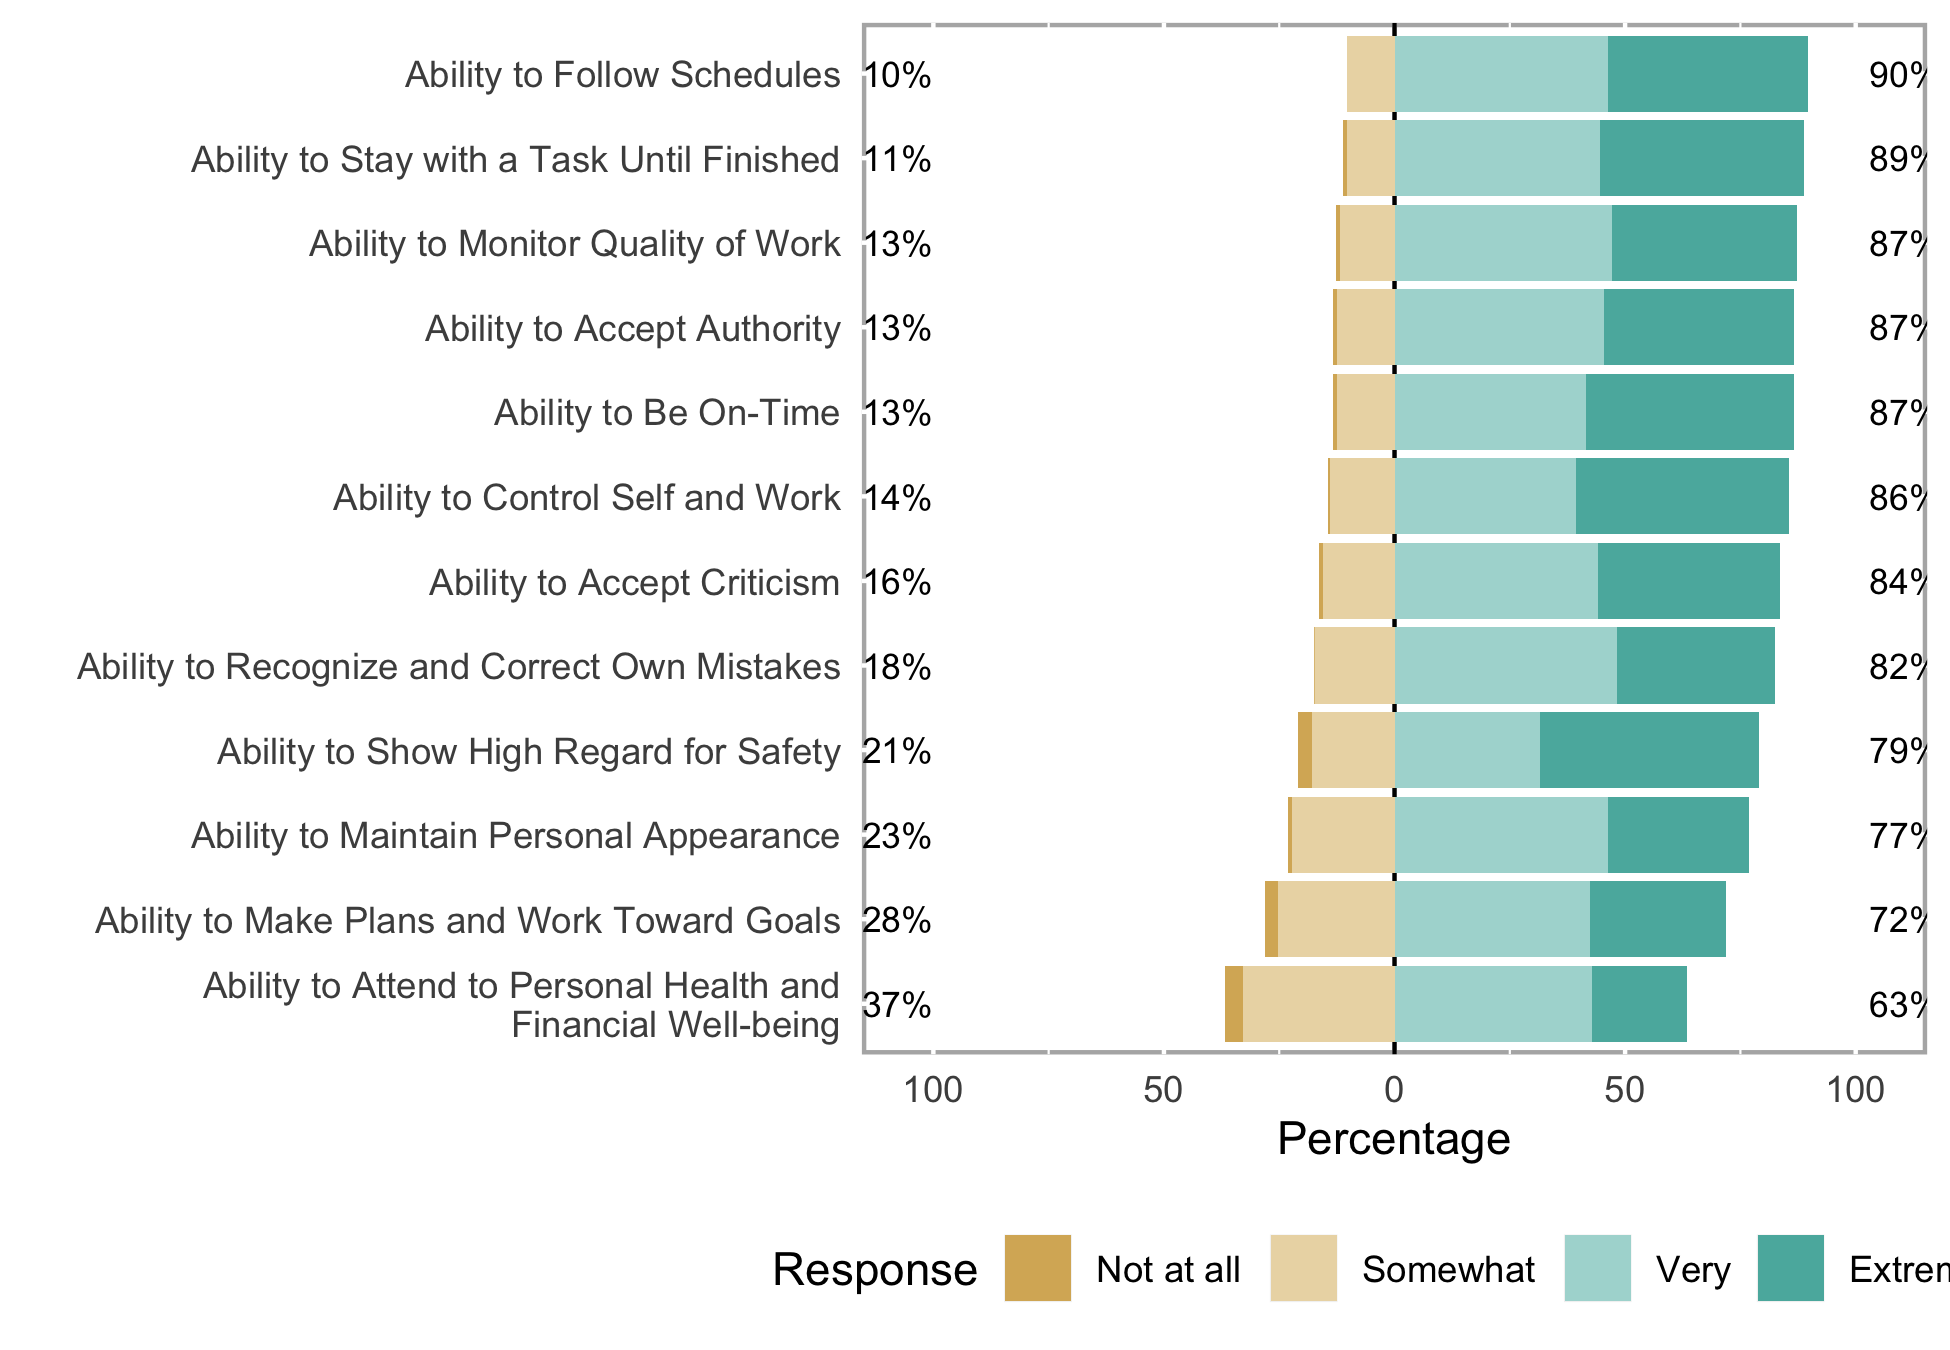 Ability to Follow Schedules 10% 90%
Ability to Stay with a Task Until Finished 11% 89%
Ability to Monitor Quality of Work 13% 87%
Ability to Accept Authority 13% 87%
Ability to Be On-Time 13% 87%
Ability to Control Self and Work 14% 86%
Ability to Accept Criticism 16% 84%
Ability to Recognize and Correct Own Mistakes 18% 82%
Ability to Show High Regard for Safety 21% 79%
Ability to Maintain Personal Appearance 23% 77%
Ability to Make Plans and Work Toward Goals 28% 72%
Ability to Attend to Personal Health and
Financial Well-being 37% 63%
100 50 0 50 100
Percentage
Response Not at all Somewhat Very